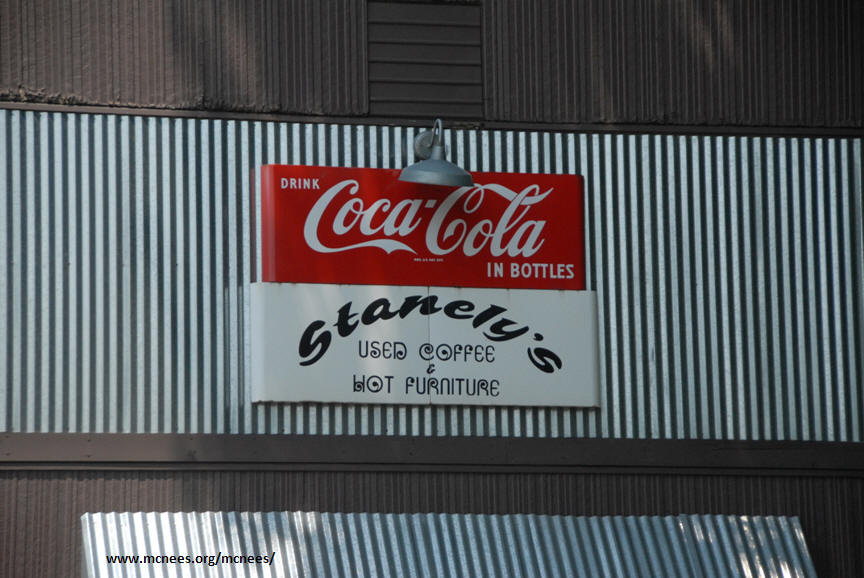 DRINK
Coca-Cola
IN BOTTLES
Stanely's
USED COFFEE
&
HOT FURNITURE
www.mcnees.org/mcnees/